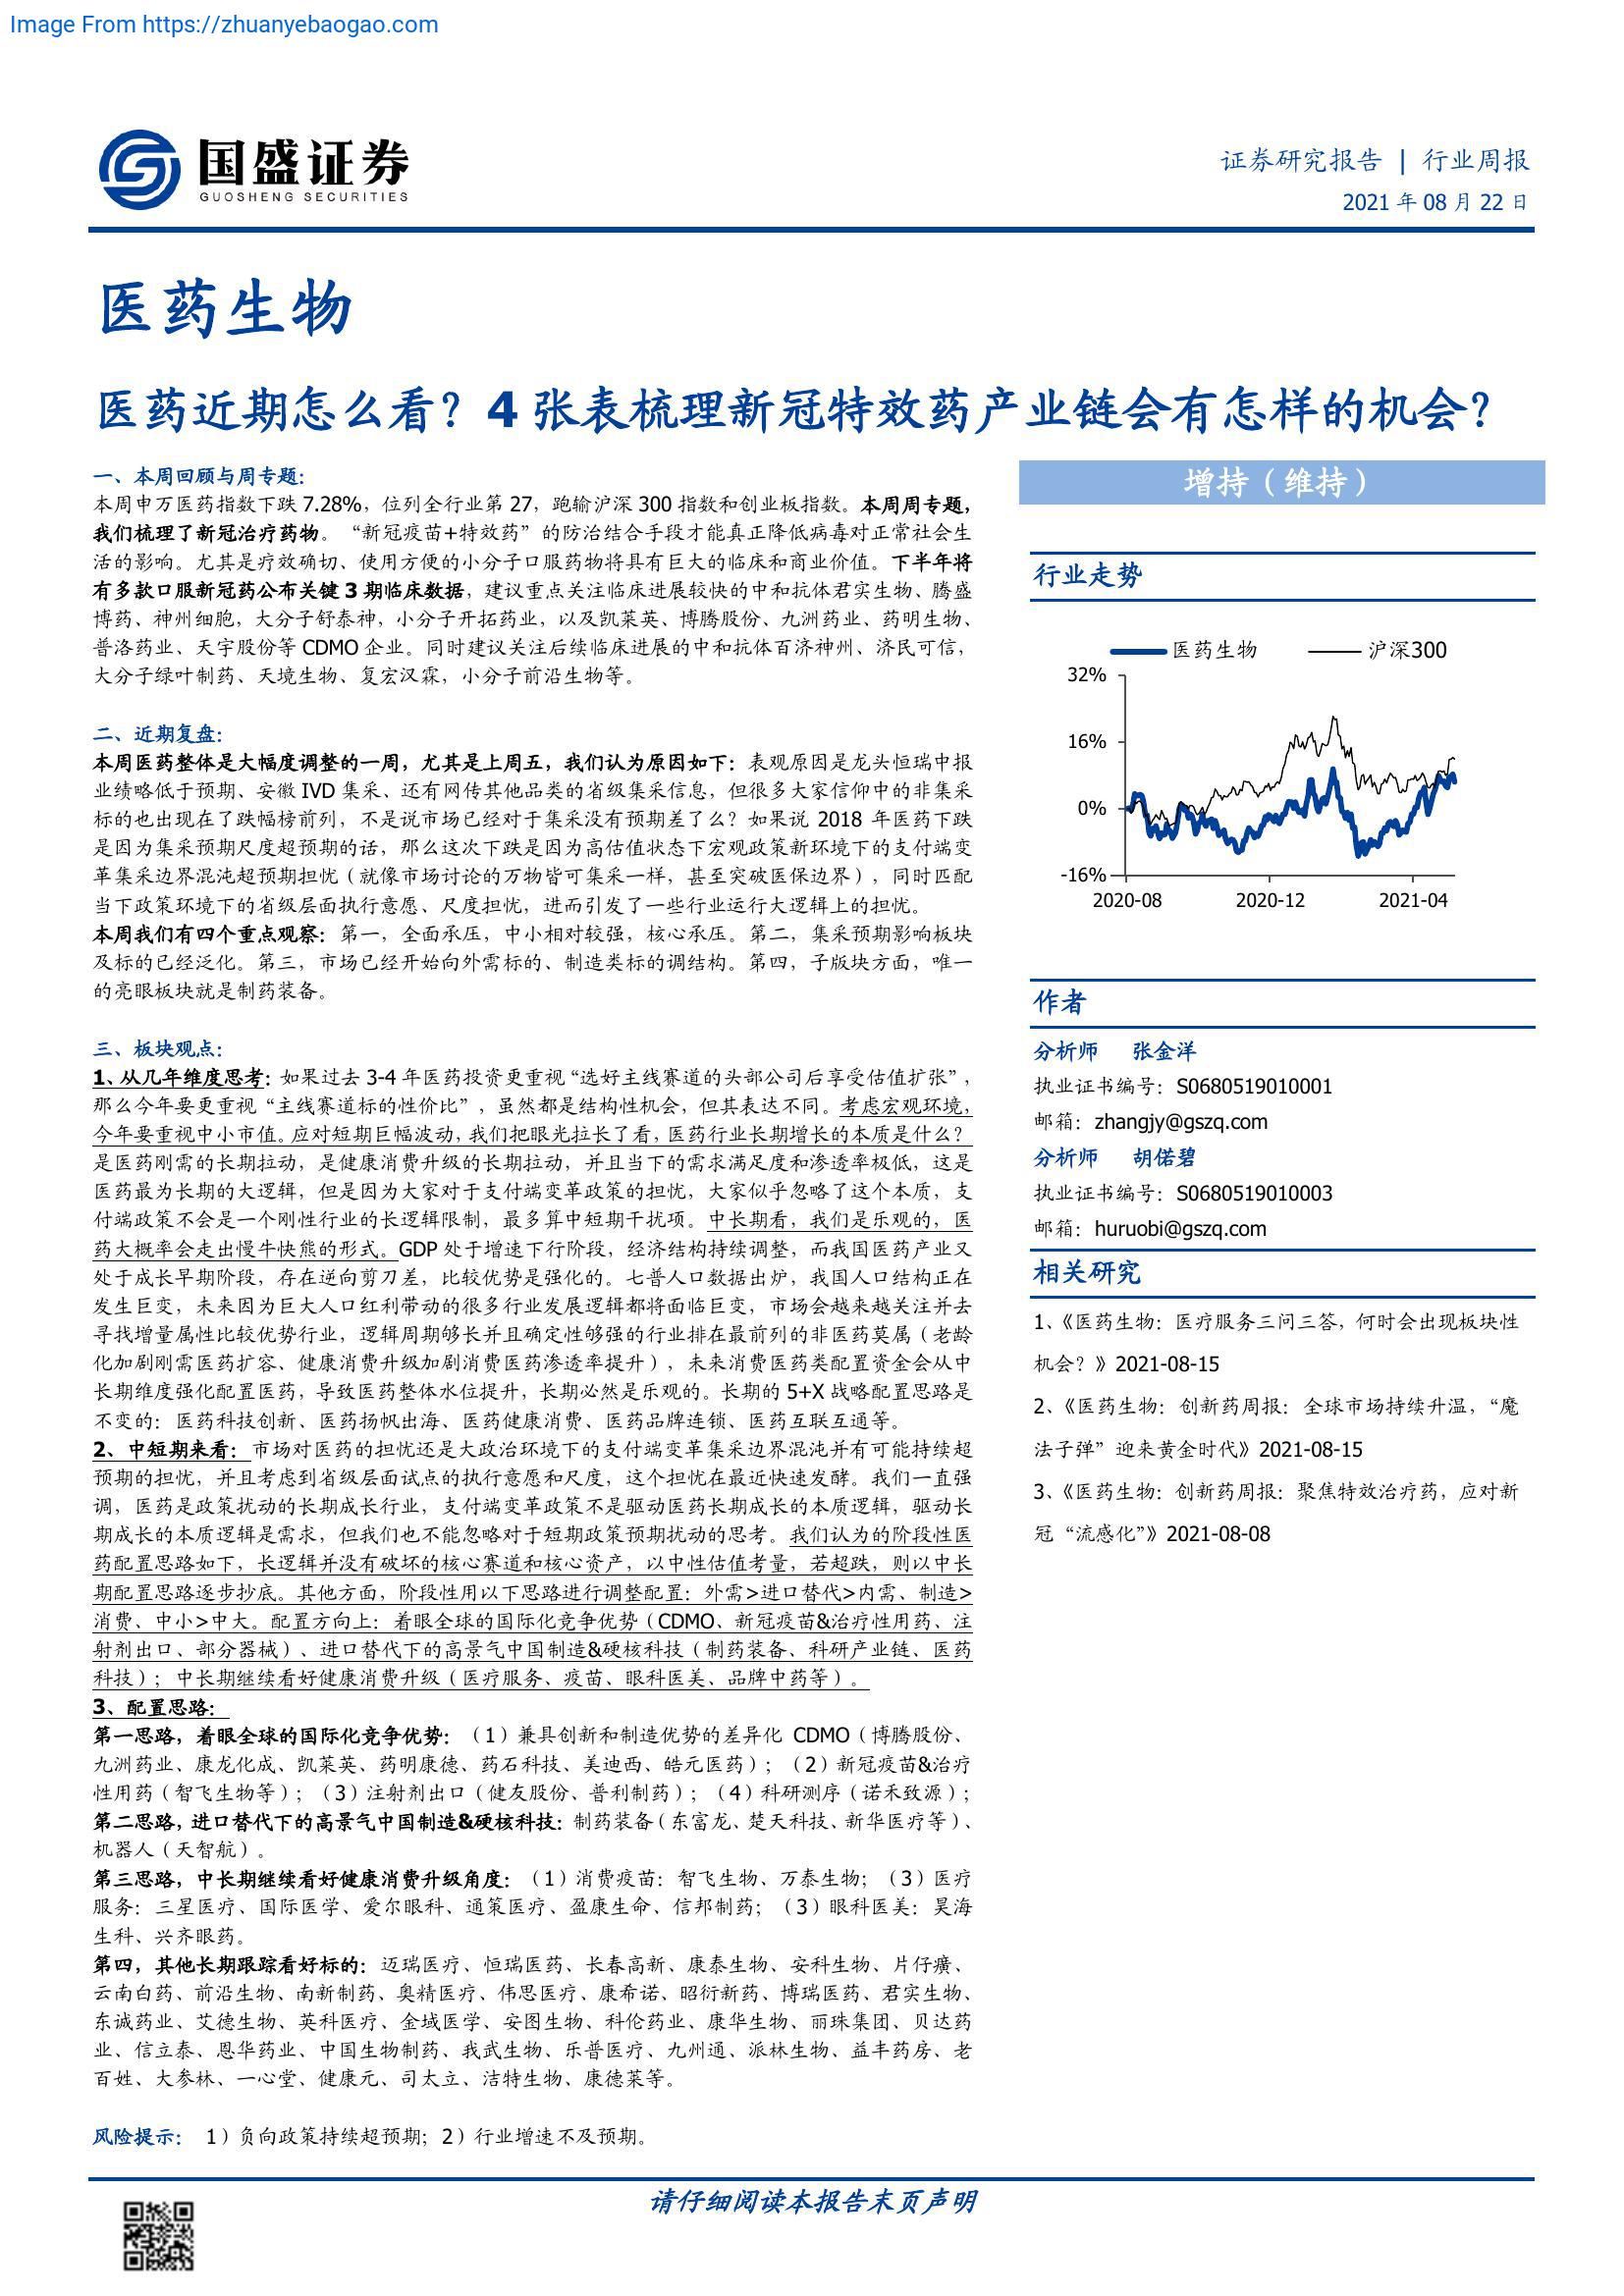 Image From https://zhuanyebaogao.com
国盛证券
GUOSHENG SECURITIES
证券研究报告 | 行业周报
2021 年 08 月 22 日
医药生物
医药近期怎么看？4 张表梳理新冠特效药产业链会有怎样的机会？
一、本周回顾与周专题：
本周申万医药指数下跌 7.28%，位列全行业第 27，跑输沪深 300 指数和创业板指数。本周周专题，
我们梳理了新冠治疗药物。“新冠疫苗+特效药”的防治结合手段才能真正降低病毒对正常社会生
活的影响。尤其是疗效确切、使用方便的小分子口服药物将具有巨大的临床和商业价值。下半年将
有多款口服新冠药公布关键 3 期临床数据，建议重点关注临床进展较快的中和抗体君实生物、腾盛
博药、神州细胞，大分子舒泰神，小分子开拓药业，以及凯莱英、博腾股份、九洲药业、药明生物、
普洛药业、天宇股份等 CDMO 企业。同时建议关注后续临床进展的中和抗体百济神州、济民可信，
大分子绿叶制药、天境生物、复宏汉霖，小分子前沿生物等。
二、近期复盘：
本周医药整体是大幅度调整的一周，尤其是上周五，我们认为原因如下：表观原因是龙头恒瑞中报
业绩略低于预期、安徽 IVD 集采、还有网传其他品类的省级集采信息，但很多大家信仰中的非集采
标的也出现在了跌幅榜前列，不是说市场已经对于集采没有预期差了么？如果说 2018 年医药下跌
是因为集采预期尺度超预期的话，那么这次下跌是因为高估值状态下宏观政策新环境下的支付端变
革集采边界混沌超预期担忧（就像市场讨论的万物皆可集采一样，甚至突破医保边界），同时匹配
当下政策环境下的省级层面执行意愿、尺度担忧，进而引发了一些行业运行大逻辑上的担忧。
本周我们有四个重点观察：第一，全面承压，中小相对较强，核心承压。第二，集采预期影响板块
及标的已经泛化。第三，市场已经开始向外需标的、制造类标的调结构。第四，子版块方面，唯一
的亮眼板块就是制药装备。
三、板块观点：
1、从几年维度思考：如果过去 3-4 年医药投资更重视“选好主线赛道的头部公司后享受估值扩张”，
那么今年要更重视“主线赛道标的性价比”，虽然都是结构性机会，但其表达不同。考虑宏观环境，
今年要重视中小市值。应对短期巨幅波动，我们把眼光拉长了看，医药行业长期增长的本质是什么？
是医药刚需的长期拉动，是健康消费升级的长期拉动，并且当下的需求满足度和渗透率极低，这是
医药最为长期的大逻辑，但是因为大家对于支付端变革政策的担忧，大家似乎忽略了这个本质，支
付端政策不会是一个刚性行业的长逻辑限制，最多算中短期干扰项。中长期看，我们是乐观的，医
药大概率会走出慢牛快熊的形式。GDP 处于增速下行阶段，经济结构持续调整，而我国医药产业又
处于成长早期阶段，存在逆向剪刀差，比较优势是强化的。七普人口数据出炉，我国人口结构正在
发生巨变，未来因为巨大人口红利带动的很多行业发展逻辑都将面临巨变，市场会越来越关注并去
寻找增量属性比较优势行业，逻辑周期够长并且确定性够强的行业排在最前列的非医药莫属（老龄
化加剧刚需医药扩容、健康消费升级加剧消费医药渗透率提升），未来消费医药类配置资金会从中
长期维度强化配置医药，导致医药整体水位提升，长期必然是乐观的。长期的 5+X 战略配置思路是
不变的：医药科技创新、医药扬帆出海、医药健康消费、医药品牌连锁、医药互联互通等。
2、中短期来看：市场对医药的担忧还是大政治环境下的支付端变革集采边界混沌并有可能持续超
预期的担忧，并且考虑到省级层面试点的执行意愿和尺度，这个担忧在最近快速发酵。我们一直强
调，医药是政策扰动的长期成长行业，支付端变革政策不是驱动医药长期成长的本质逻辑，驱动长
期成长的本质逻辑是需求，但我们也不能忽略对于短期政策预期扰动的思考。我们认为的阶段性医
药配置思路如下，长逻辑并没有破坏的核心赛道和核心资产，以中性估值考量，若超跌，则以中长
期配置思路逐步抄底。其他方面，阶段性用以下思路进行调整配置：外需>进口替代>内需、制造>
消费、中小>中大。配置方向上：着眼全球的国际化竞争优势（CDMO、新冠疫苗&治疗性用药、注
射剂出口、部分器械）、进口替代下的高景气中国制造&硬核科技（制药装备、科研产业链、医药
科技）；中长期继续看好健康消费升级（医疗服务、疫苗、眼科医美、品牌中药等）。
3、配置思路：
第一思路，着眼全球的国际化竞争优势：（1）兼具创新和制造优势的差异化 CDMO（博腾股份、
九洲药业、康龙化成、凯莱英、药明康德、药石科技、美迪西、皓元医药）；（2）新冠疫苗&治疗
性用药（智飞生物等）；（3）注射剂出口（健友股份、普利制药）；（4）科研测序（诺禾致源）；
第二思路，进口替代下的高景气中国制造&硬核科技：制药装备（东富龙、楚天科技、新华医疗等）、
机器人（天智航）。
第三思路，中长期继续看好健康消费升级角度：（1）消费疫苗：智飞生物、万泰生物；（3）医疗
服务：三星医疗、国际医学、爱尔眼科、通策医疗、盈康生命、信邦制药；（3）眼科医美：昊海
生科、兴齐眼药。
第四，其他长期跟踪看好标的：迈瑞医疗、恒瑞医药、长春高新、康泰生物、安科生物、片仔癀、
云南白药、前沿生物、南新制药、奥精医疗、伟思医疗、康希诺、昭衍新药、博瑞医药、君实生物、
东诚药业、艾德生物、英科医疗、金域医学、安图生物、科伦药业、康华生物、丽珠集团、贝达药
业、信立泰、恩华药业、中国生物制药、我武生物、乐普医疗、九州通、派林生物、益丰药房、老
百姓、大参林、一心堂、健康元、司太立、洁特生物、康德莱等。
风险提示：1）负向政策持续超预期；2）行业增速不及预期。
增持（维持）
行业走势
医药生物 沪深300
32%
16%
0%
-16%
2020-08 2020-12 2021-04
作者
分析师 张金洋
执业证书编号：S0680519010001
邮箱：zhangjy@gszq.com
分析师 胡偌碧
执业证书编号：S0680519010003
邮箱：huruobi@gszq.com
相关研究
1、《医药生物：医疗服务三问三答，何时会出现板块性
机会？》2021-08-15
2、《医药生物：创新药周报：全球市场持续升温，“魔
法子弹”迎来黄金时代》2021-08-15
3、《医药生物：创新药周报：聚焦特效治疗药，应对新
冠“流感化”》2021-08-08
请仔细阅读本报告末页声明